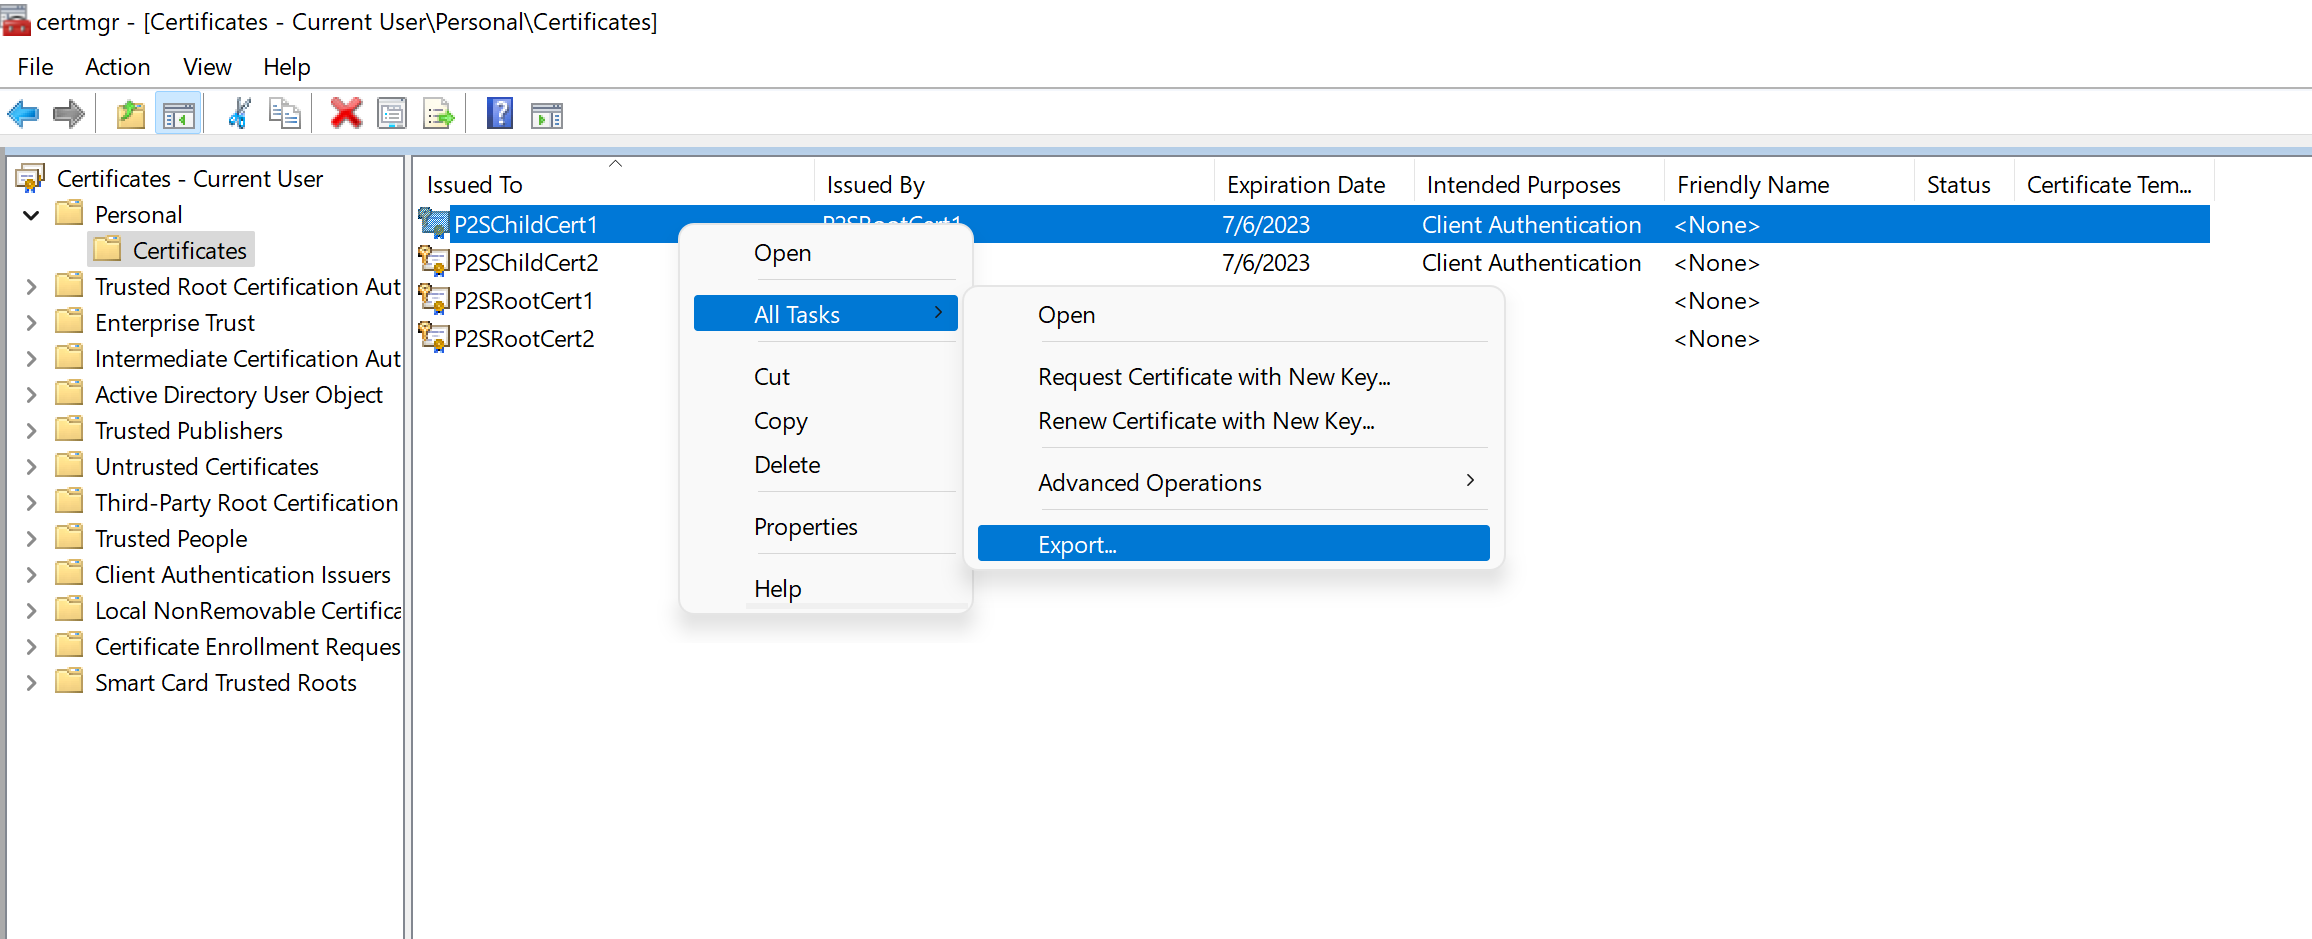 certmgr - [Certificates - Current User\Personal\Certificates]
File Action View Help
Certificates - Current User
Personal
Certificates
Trusted Root Certification Aut
Enterprise Trust
Intermediate Certification Aut
Active Directory User Object
Trusted Publishers
Untrusted Certificates
Third-Party Root Certification
Trusted People
Client Authentication Issuers
Local NonRemovable Certifica
Certificate Enrollment Reques
Smart Card Trusted Roots
Issued To Issued By Expiration Date Intended Purposes Friendly Name Status Certificate Tem...
P2SChildCert1 P2SRootCert1 7/6/2023 Client Authentication <None>
P2SChildCert2 7/6/2023 Client Authentication <None>
P2SRootCert1 <None>
P2SRootCert2 <None>
Open
All Tasks
Cut
Copy
Delete
Properties
Help
Open
Request Certificate with New Key...
Renew Certificate with New Key...
Advanced Operations
Export...